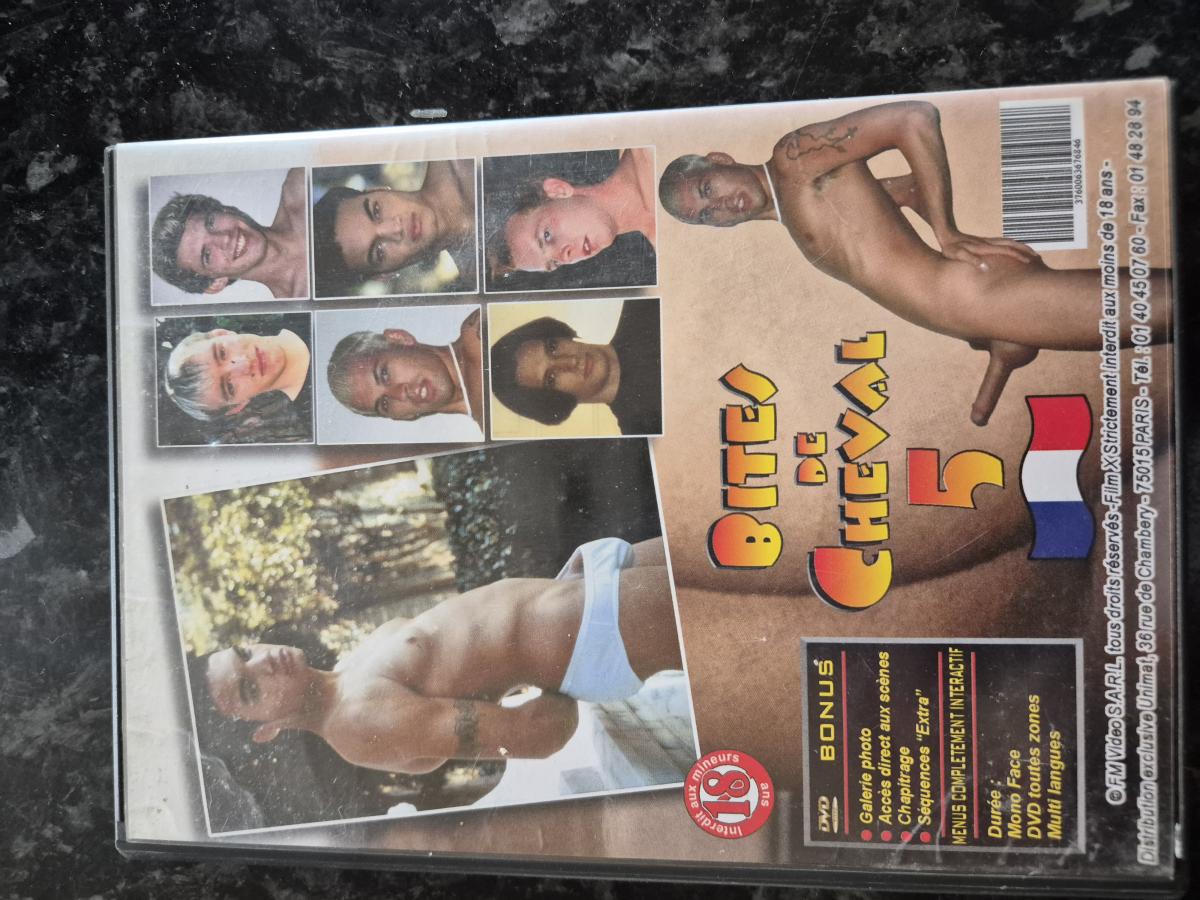 BITES
DE
CHEVAL
5
Interdit aux mineurs
18
ans
DVD
BONUS
Galerie photo
Accès direct aux scènes
Chapitrage
Sequences "Extra"
MENUS COMPLETEMENT INTERACTIF
Durée :
Mono Face
DVD toutes zones
Multi langues
3760063676846
© FM Video S.A.R.L. tous droits réservés - Film X Strictement interdit aux moins de 18 ans -
Distribution exclusive Unimat, 36 rue de Chambery - 75015 PARIS - Tél. : 01 40 45 07 60 - Fax : 01 48 28 94